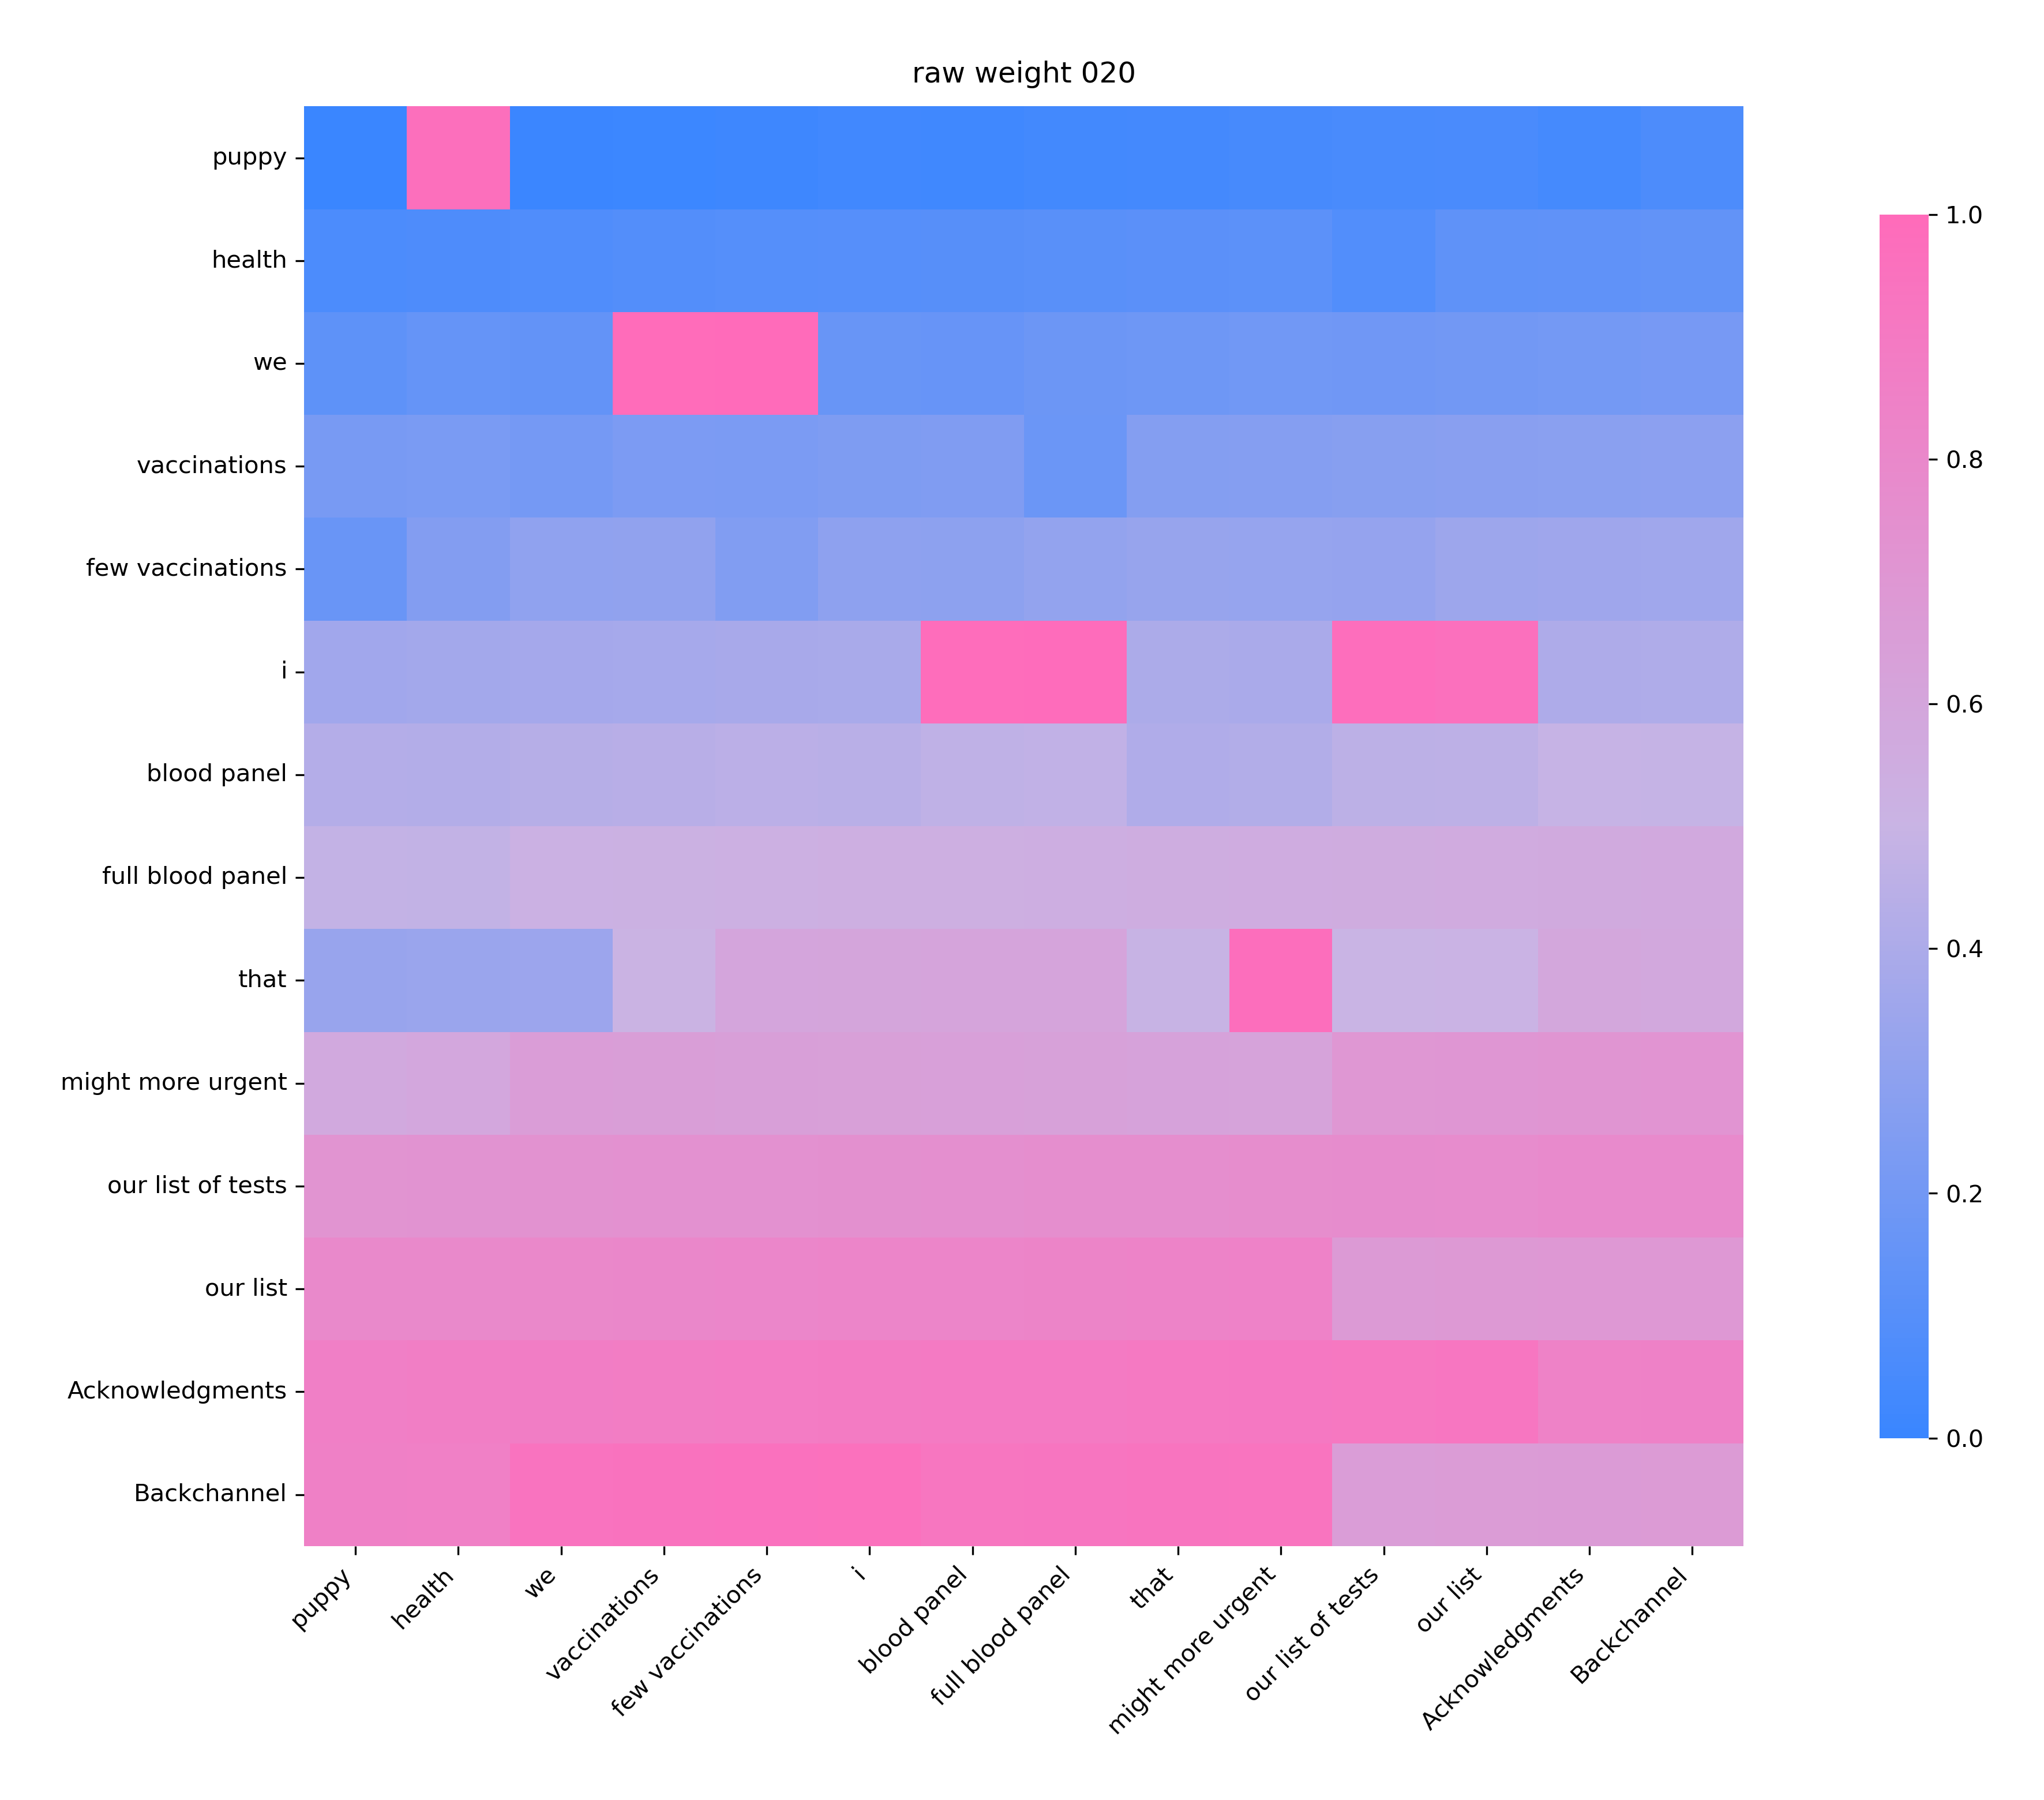 raw weight 020
puppy
health
we
vaccinations
few vaccinations
i
blood panel
full blood panel
that
might more urgent
our list of tests
our list
Acknowledgments
Backchannel
puppy
health
we
vaccinations
few vaccinations
i
blood panel
full blood panel
that
might more urgent
our list of tests
our list
Acknowledgments
Backchannel
1.0
0.8
0.6
0.4
0.2
0.0